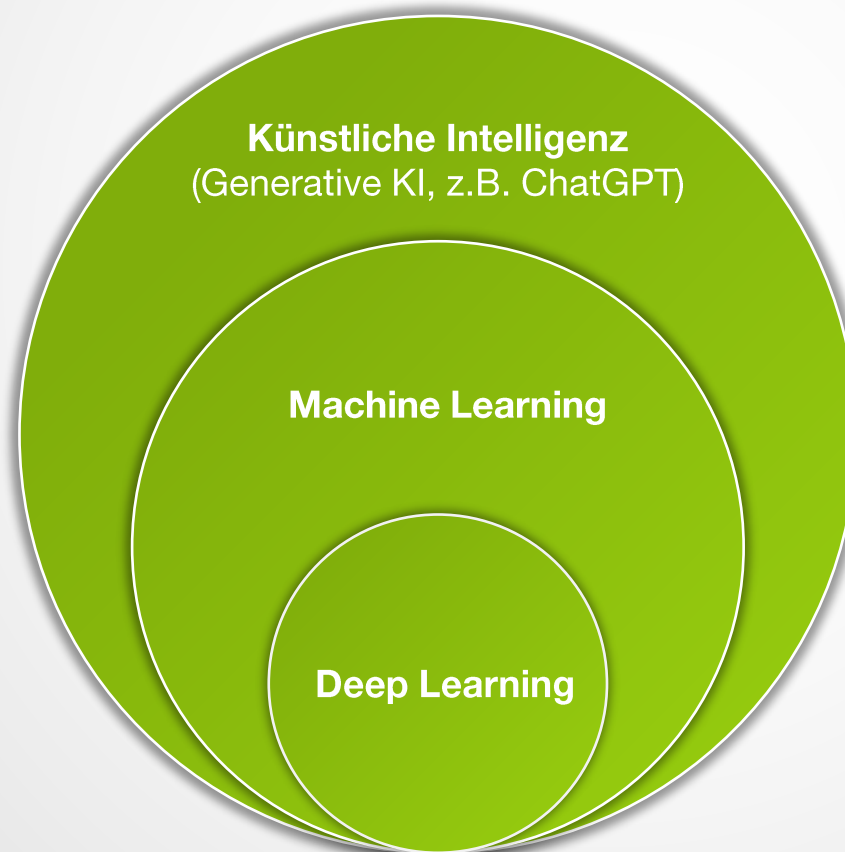 Künstliche Intelligenz
(Generative KI, z.B. ChatGPT)
Machine Learning
Deep Learning